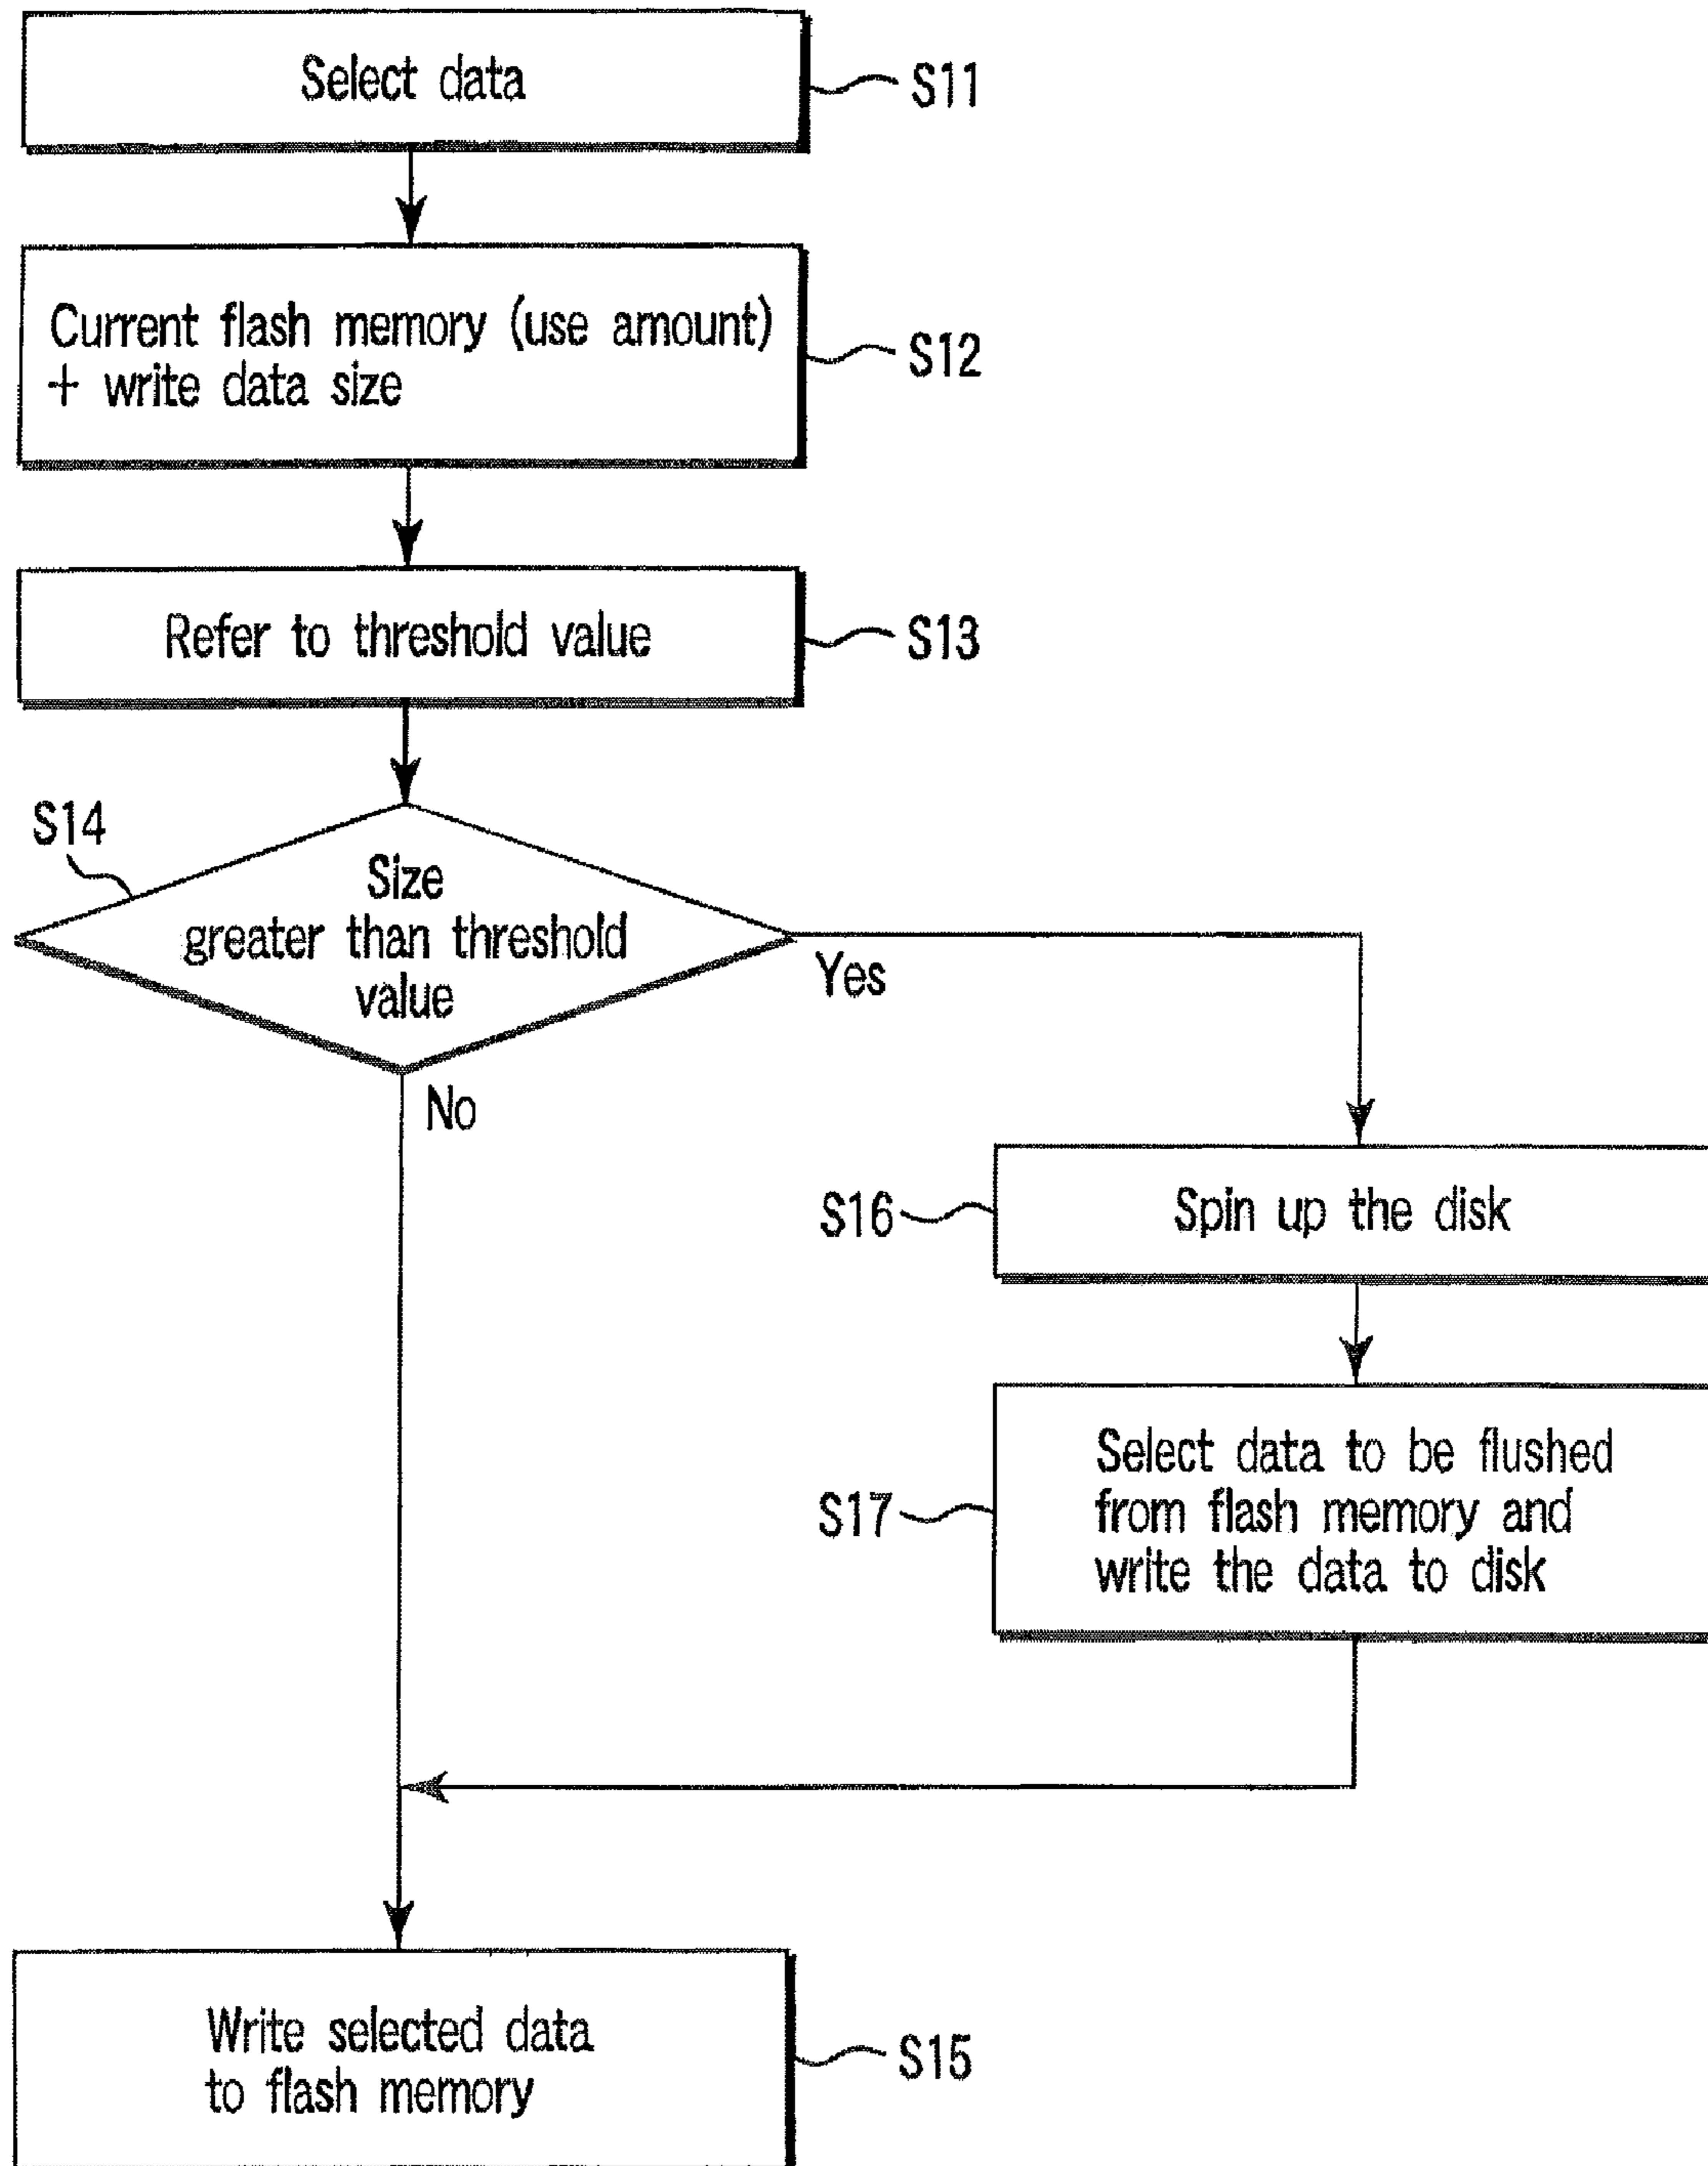 Select data
S11
Current flash memory (use amount)
+ write data size
S12
Refer to threshold value
S13
S14
Size
greater than threshold
value
Yes
No
S16
Spin up the disk
S17
Select data to be flushed
from flash memory and
write the data to disk
Write selected data
to flash memory
S15